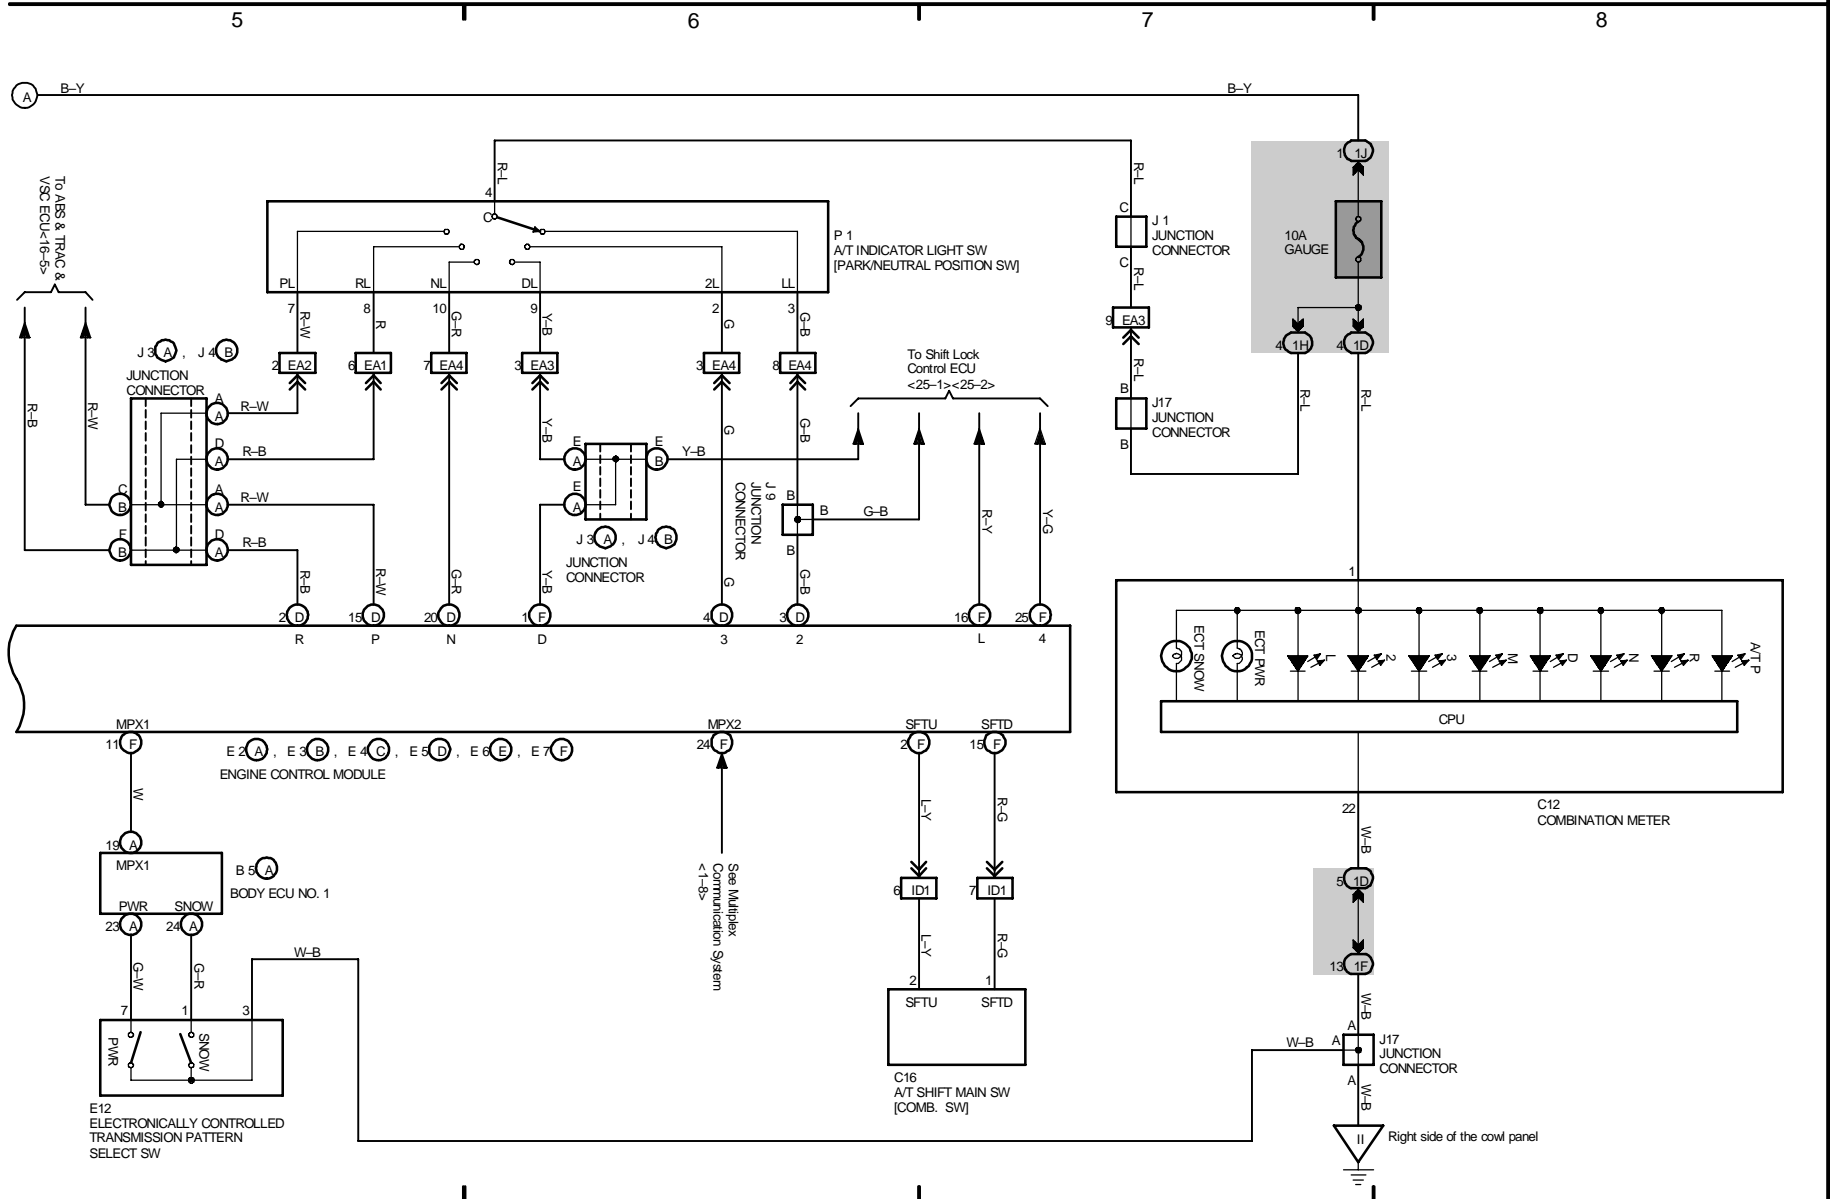 5 6 7 8
A B–Y B–Y
1 1J
R–L
R–L
4
C
C
J 1
JUNCTION
CONNECTOR
C
R–L
To ABS & TRAC &
VSC ECU<16–5>
P 1
A/T INDICATOR LIGHT SW
[PARK/NEUTRAL POSITION SW]
10A
GAUGE
PL RL NL DL 2L LL
7 8 10 9 2 3
R–W R G–R Y–B G G–B
9 EA3
4 1H 4 1D
J 3 A , J 4 B
JUNCTION
CONNECTOR
2 EA2 6 EA1 7 EA4 3 EA3 3 EA4 8 EA4
To Shift Lock
Control ECU
<25–1><25–2>
R–L
B
J17
JUNCTION
CONNECTOR
B
R–L R–L
R–B R–W
A
A R–W
D
A R–B
C
B
A
A R–W
E
B
D
A R–B
Y–B G G–B
E
A
E
B Y–B
E
A
J 9
JUNCTION
CONNECTOR
B
B G–B
B
R–Y Y–G
J 3 A , J 4 B
JUNCTION
CONNECTOR
R–B R–W G–R Y–B G G–B
1
2 D 15 D 20 D 1 F 4 D 3 D 16 F 25 F
R P N D 3 2 L 4
ECT SNOW ECT PWR L 2 3 M D N R A/T P
CPU
MPX1 MPX2 SFTU SFTD
11 F 24 F 2 F 15 F
E 2 A , E 3 B , E 4 C , E 5 D , E 6 E , E 7 F
ENGINE CONTROL MODULE
W
L–Y R–G
22
C12
COMBINATION METER
W–B
19 A
MPX1
B 5 A
BODY ECU NO. 1
PWR SNOW
23 A 24 A
See Multiplex
Communication System
<1–8>
6 ID1 7 ID1
5 1D
W–B
G–W G–R
L–Y R–G
13 1F
7 1 3
2 1
SFTU SFTD
W–B
PWR SNOW
W–B A
A
J17
JUNCTION
CONNECTOR
A
W–B
C16
A/T SHIFT MAIN SW
[COMB. SW]
E12
ELECTRONICALLY CONTROLLED
TRANSMISSION PATTERN
SELECT SW
II Right side of the cowl panel